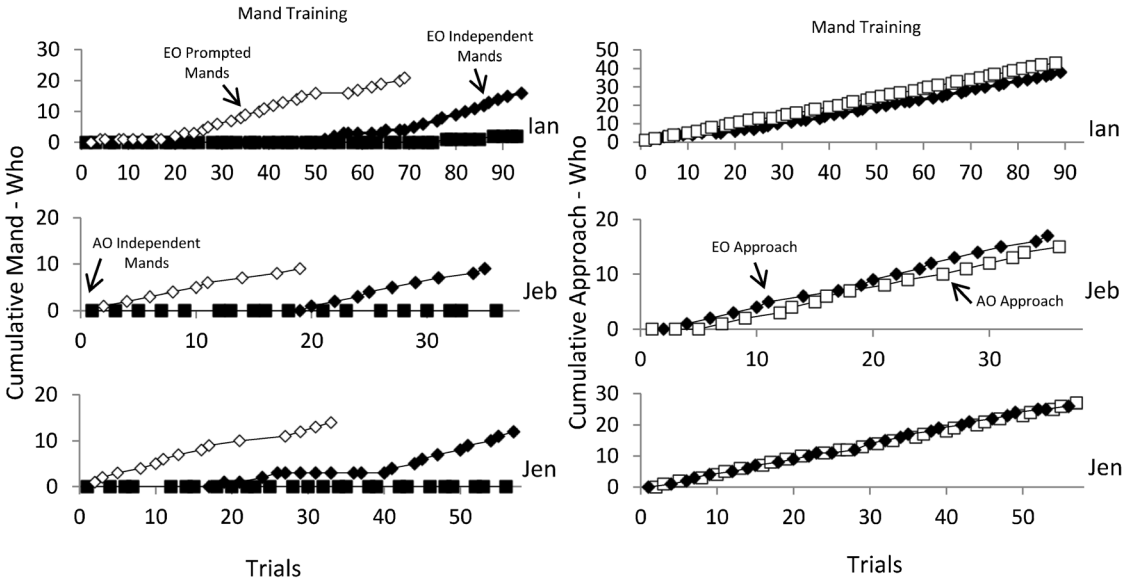 Mand Training
EO Prompted
Mands
EO Independent
Mands
30
20
10
0
0 10 20 30 40 50 60 70 80 90
Ian
Cumulative Mand - Who
AO Independent
Mands
20
10
0
0 10 20 30
Jeb
20
10
0
0 10 20 30 40 50
Jen
Trials
Mand Training
50
40
30
20
10
0
0 10 20 30 40 50 60 70 80 90
Ian
Cumulative Approach - Who
EO Approach
AO Approach
20
10
0
0 10 20 30
Jeb
30
20
10
0
0 10 20 30 40 50
Jen
Trials